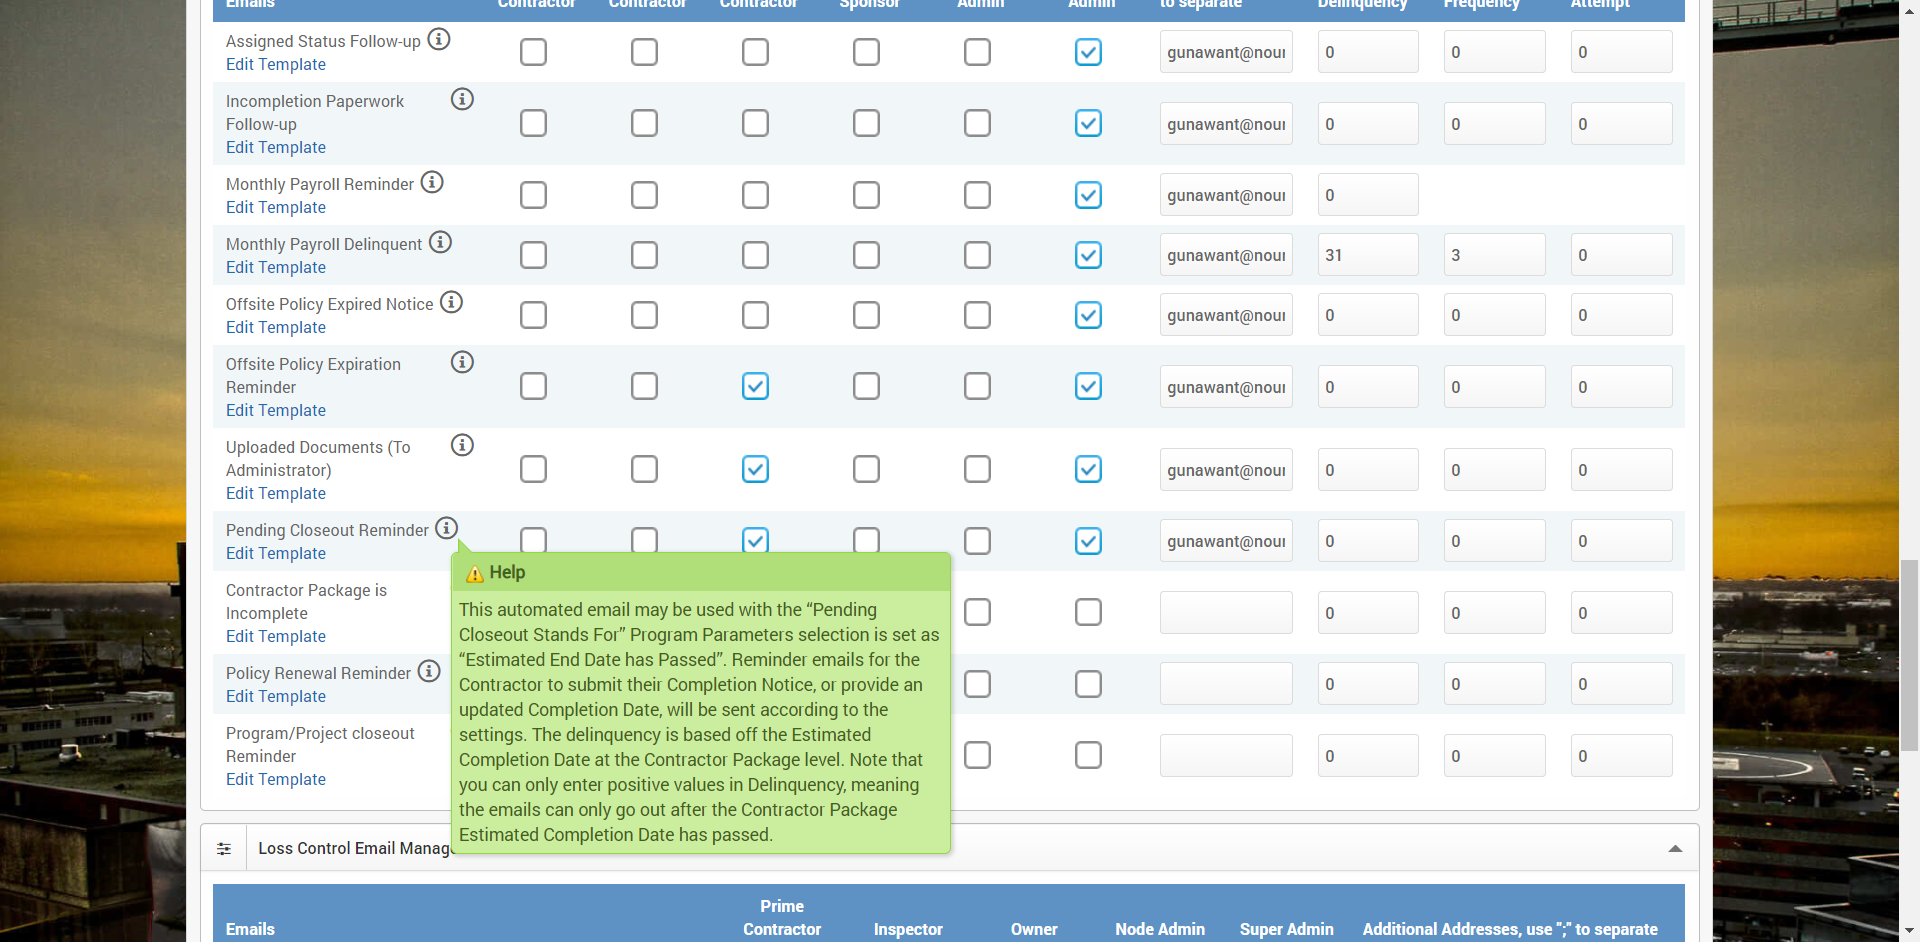 Emails Contractor Contractor Contractor Sponsor Admin Admin to separate Delinquency Frequency Attempt
Assigned Status Follow-up
Edit Template
gunawant@nour 0 0 0
Incompletion Paperwork
Follow-up
Edit Template
gunawant@nour 0 0 0
Monthly Payroll Reminder
Edit Template
gunawant@nour 0
Monthly Payroll Delinquent
Edit Template
gunawant@nour 31 3 0
Offsite Policy Expired Notice
Edit Template
gunawant@nour 0 0 0
Offsite Policy Expiration
Reminder
Edit Template
gunawant@nour 0 0 0
Uploaded Documents (To
Administrator)
Edit Template
gunawant@nour 0 0 0
Pending Closeout Reminder
Edit Template
gunawant@nour 0 0 0
Help
This automated email may be used with the “Pending
Closeout Stands For” Program Parameters selection is set as
“Estimated End Date has Passed”. Reminder emails for the
Contractor to submit their Completion Notice, or provide an
updated Completion Date, will be sent according to the
settings. The delinquency is based off the Estimated
Completion Date at the Contractor Package level. Note that
you can only enter positive values in Delinquency, meaning
the emails can only go out after the Contractor Package
Estimated Completion Date has passed.
Contractor Package is
Incomplete
Edit Template
0 0 0
Policy Renewal Reminder
Edit Template
0 0 0
Program/Project closeout
Reminder
Edit Template
0 0 0
Loss Control Email Manag
Emails
Prime
Contractor
Inspector
Owner
Node Admin
Super Admin
Additional Addresses, use ";" to separate